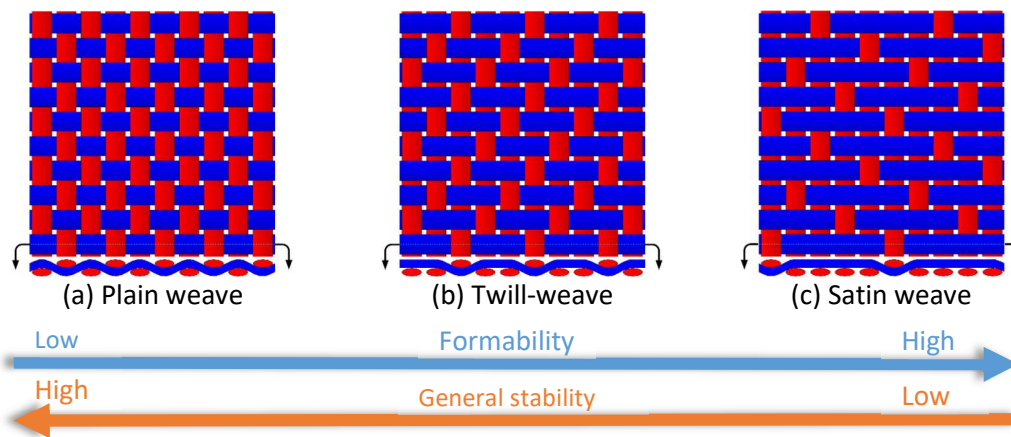 (a) Plain weave (b) Twill-weave (c) Satin weave
Low Formability High
High General stability Low